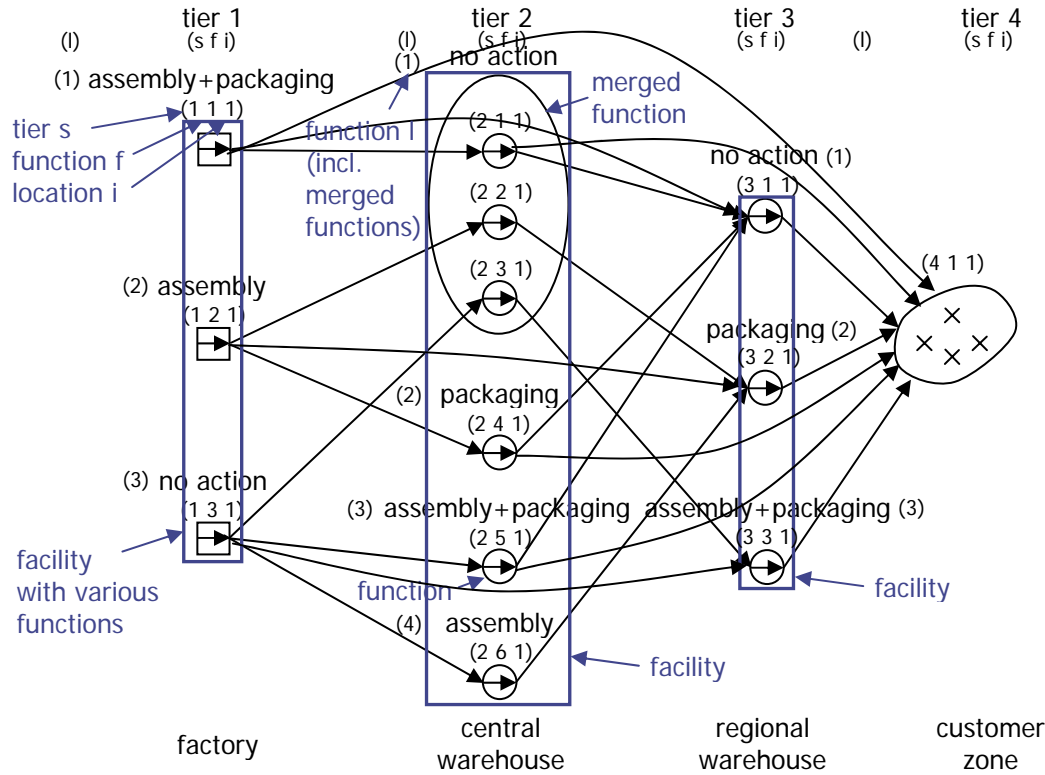 tier 1
tier 2
tier 3
tier 4
(l)
(s f i)
(l)
(s f i)
(s f i)
(l)
(s f i)
(1) assembly+packaging
(1)
no action
merged
function
(1 1 1)
tier s
function f
location i
function l
(incl.
merged
functions)
(2 1 1)
no action (1)
(3 1 1)
(2 2 1)
(2 3 1)
(4 1 1)
(2) assembly
(1 2 1)
packaging (2)
(3 2 1)
(2) packaging
(2 4 1)
(3) no action
(1 3 1)
(3) assembly+packaging
assembly+packaging (3)
(2 5 1)
(3 3 1)
facility
with various
functions
function
facility
(4) assembly
(2 6 1)
facility
factory
central
warehouse
regional
warehouse
customer
zone